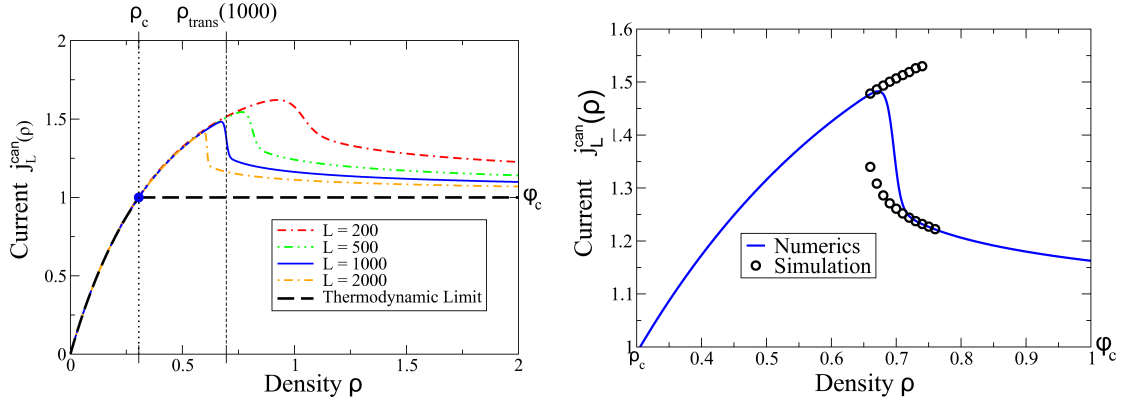 ρc ρtrans(1000)
2
1.5
1
0.5
0
Current jLcan(ρ)
φc
L = 200
L = 500
L = 1000
L = 2000
Thermodynamic Limit
0 0.5 1 1.5 2
Density ρ
1.6
1.5
1.4
1.3
1.2
1.1
1
Current jLcan(ρ)
Numerics
Simulation
ρc 0.4 0.5 0.6 0.7 0.8 0.9 1 φc
Density ρ